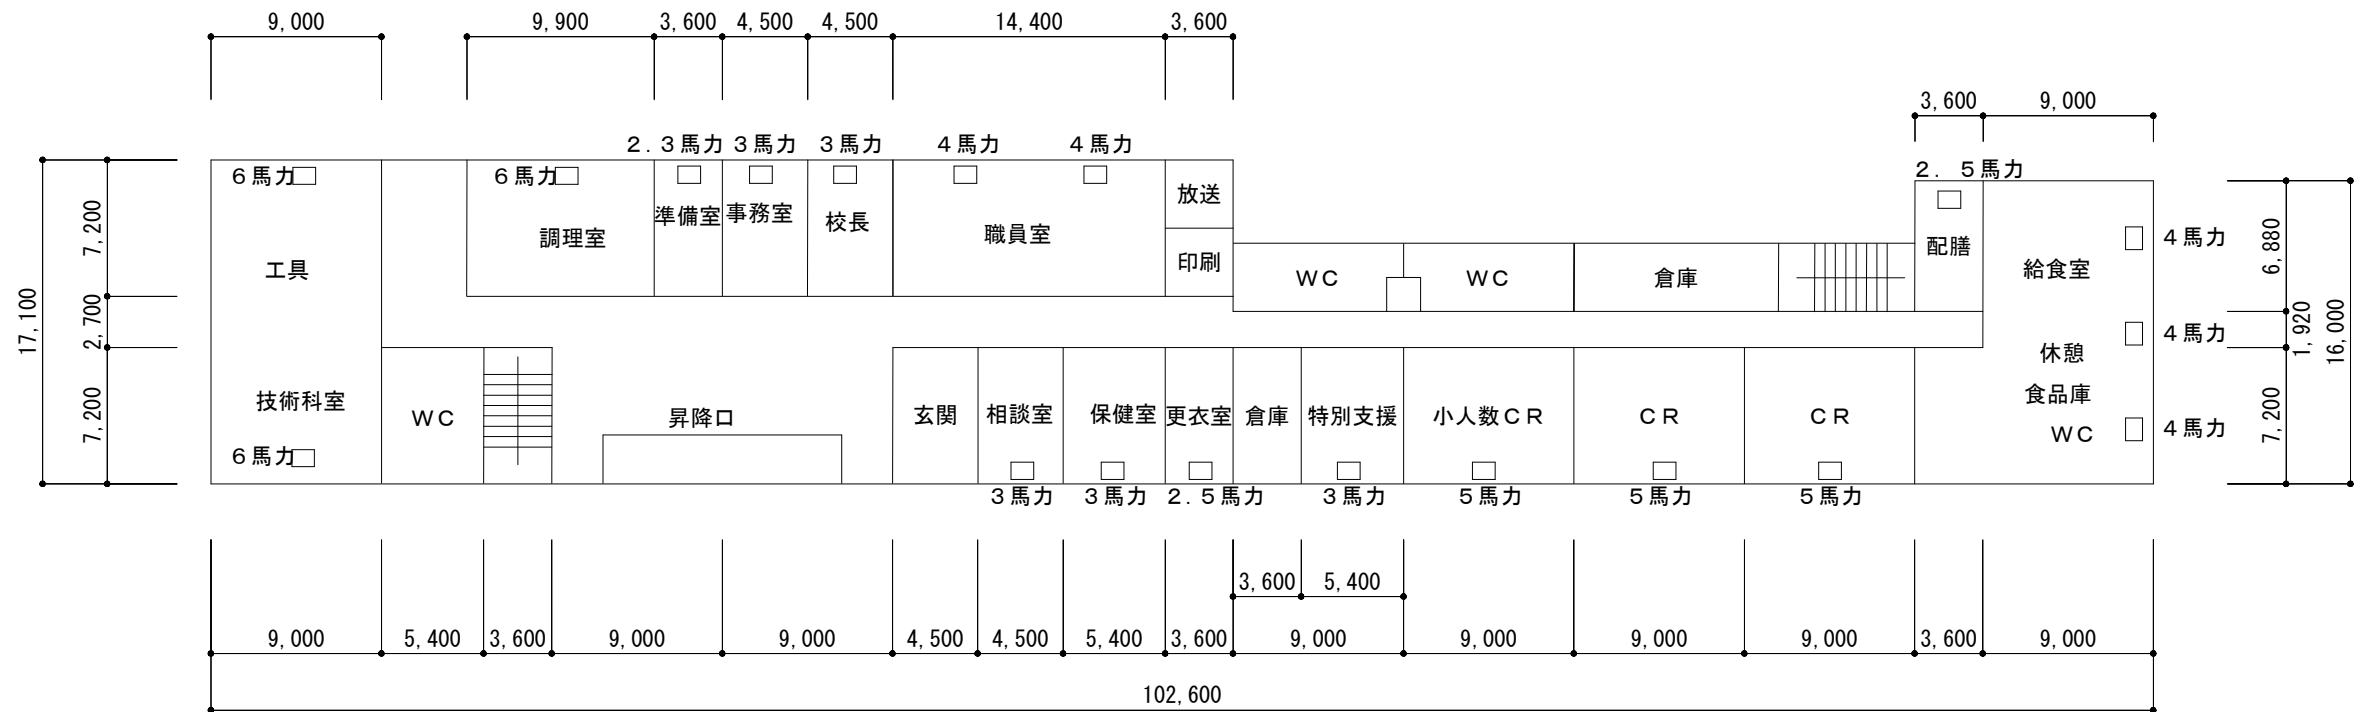 9,000 9,900 3,600 4,500 4,500 14,400 3,600
3,600 9,000
2.3馬力 3馬力 3馬力 4馬力 4馬力
6馬力 6馬力 2.5馬力
放送
準備室 事務室 校長 職員室 調理室
印刷
工具
WC WC 倉庫 配膳 給食室
4馬力
4馬力
休憩
食品庫
WC
4馬力
技術科室 WC 昇降口 玄関 相談室 保健室 更衣室 倉庫 特別支援 小人数CR CR CR
6馬力
3馬力 3馬力 2.5馬力 3馬力 5馬力 5馬力 5馬力
17,100
7,200
2,700
7,200
6,880
1,920
7,200
16,000
3,600 5,400
9,000 5,400 3,600 9,000 9,000 4,500 4,500 5,400 3,600 9,000 9,000 9,000 9,000 3,600 9,000
102,600